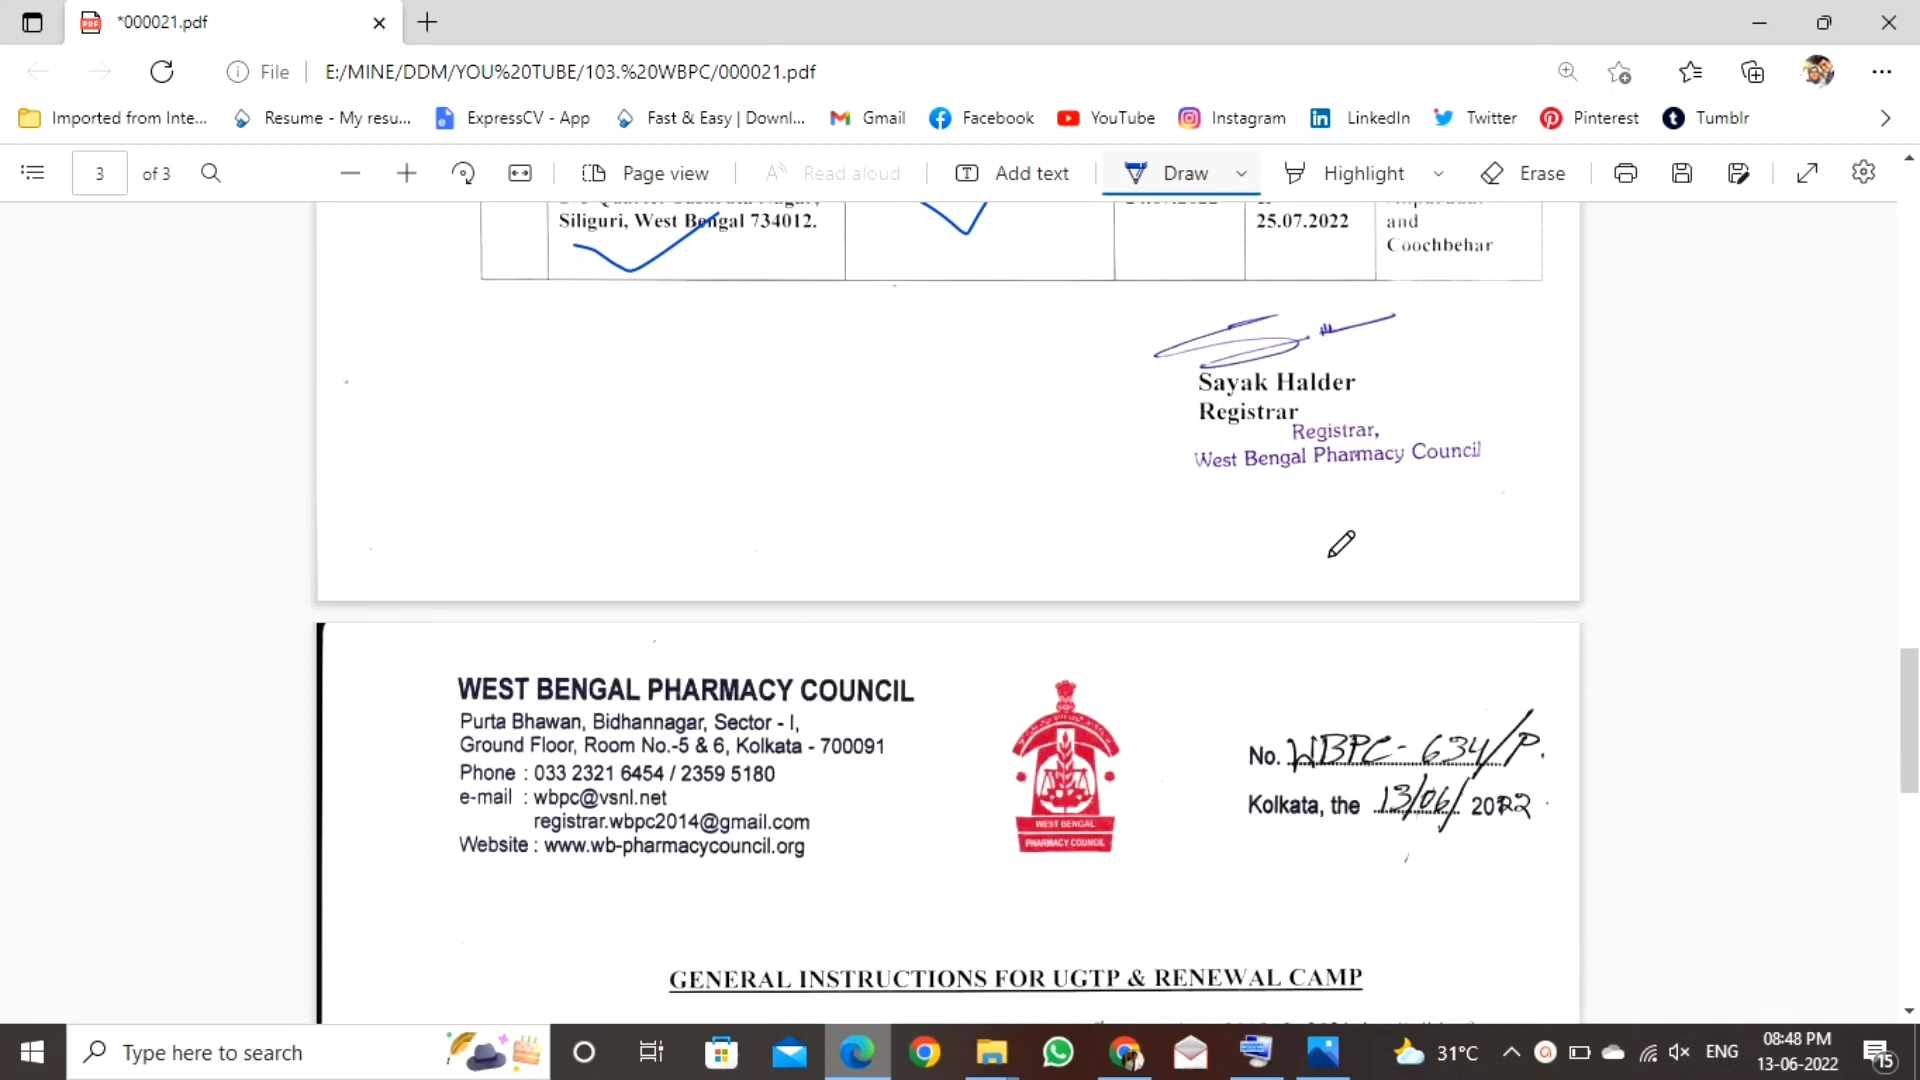 *000021.pdf
File
E:/MINE/DDM/YOU%20TUBE/103.%20WBPC/000021.pdf
Imported from Inte... Resume - My resu... ExpressCV - App Fast & Easy | Downl... Gmail Facebook YouTube Instagram LinkedIn Twitter Pinterest Tumblr
3 of 3 Page view Read aloud Add text Draw Highlight Erase
Siliguri, West Bengal 734012.
25.07.2022
and
Coochbehar
Sayak Halder
Registrar
Registrar,
West Bengal Pharmacy Council
WEST BENGAL PHARMACY COUNCIL
Purta Bhawan, Bidhannagar, Sector - I,
Ground Floor, Room No.-5 & 6, Kolkata - 700091
Phone : 033 2321 6454 / 2359 5180
e-mail : wbpc@vsnl.net
registrar.wbpc2014@gmail.com
Website : www.wb-pharmacycouncil.org
WEST BENGAL
PHARMACY COUNCIL
No. WBPC- 634/P.
Kolkata, the 13/06/ 2022
GENERAL INSTRUCTIONS FOR UGTP & RENEWAL CAMP
Type here to search
31°C ENG
08:48 PM
13-06-2022
15